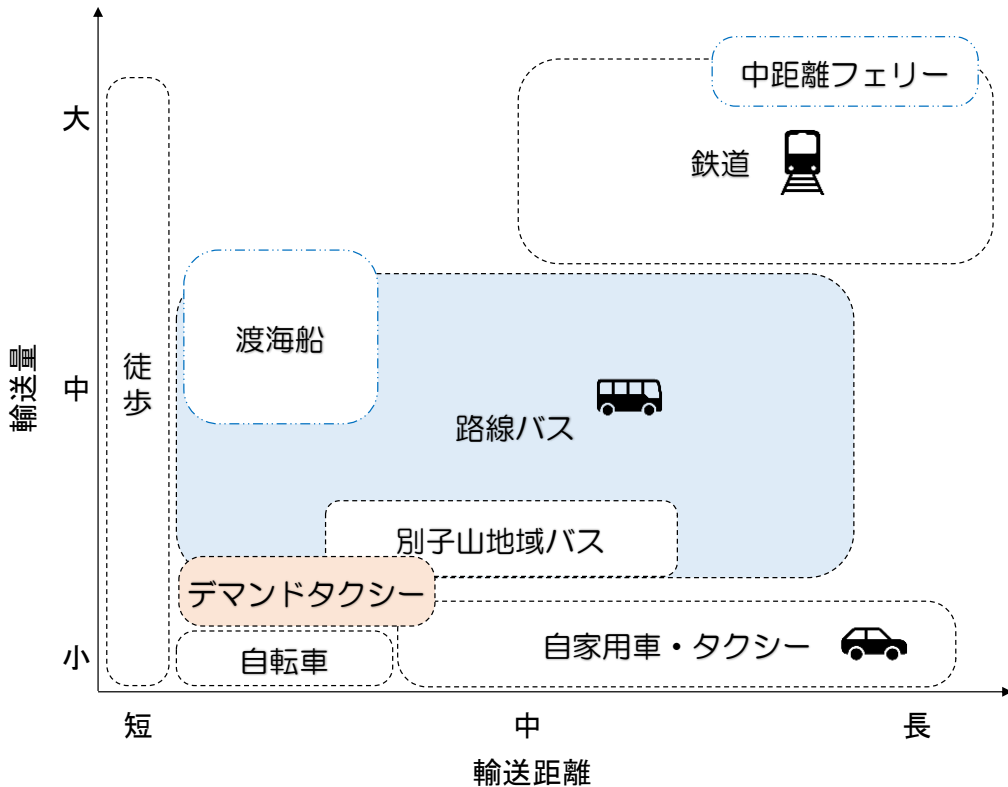 中距離フェリー
大
鉄道
渡海船
輸送量
中
徒歩
路線バス
別子山地域バス
デマンドタクシー
小
自転車
自家用車・タクシー
短
中
長
輸送距離